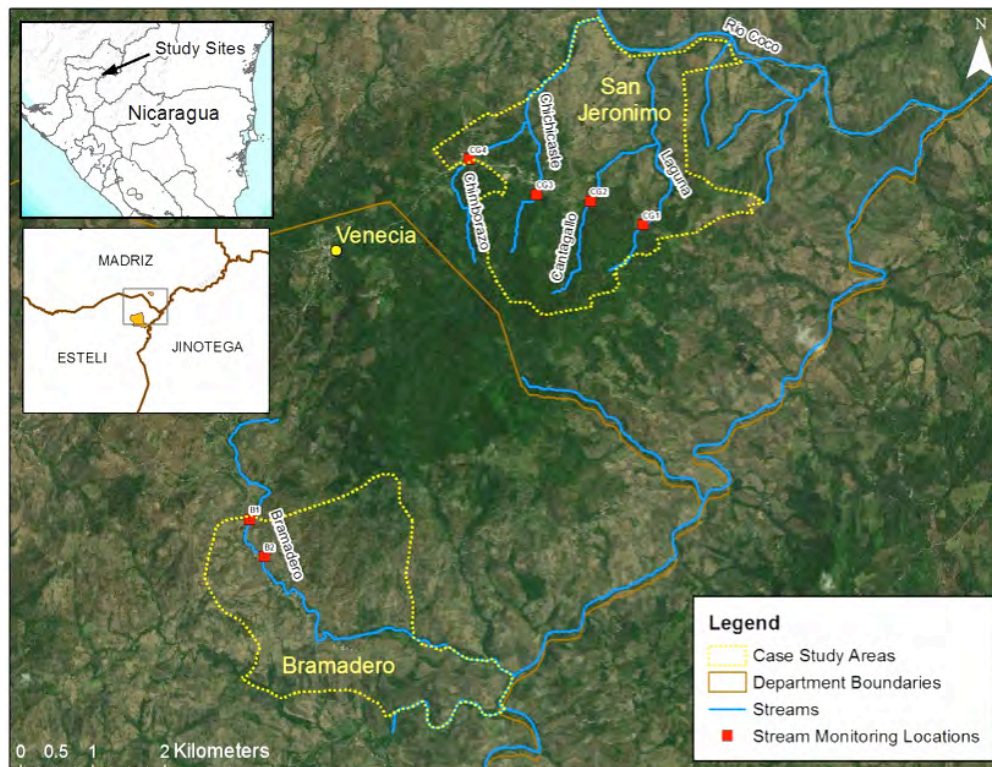 Study Sites
Nicaragua
MADRIZ
ESTELI
JINOTEGA
N
Rio Coco
San
Jeronimo
Chichicaste
Laguna
CG4
CG3
CG2
CG1
Chimborazo
Cantagallo
Venecia
B1
Bramadero
B2
Bramadero
Legend
Case Study Areas
Department Boundaries
Streams
Stream Monitoring Locations
0 0.5 1 2 Kilometers